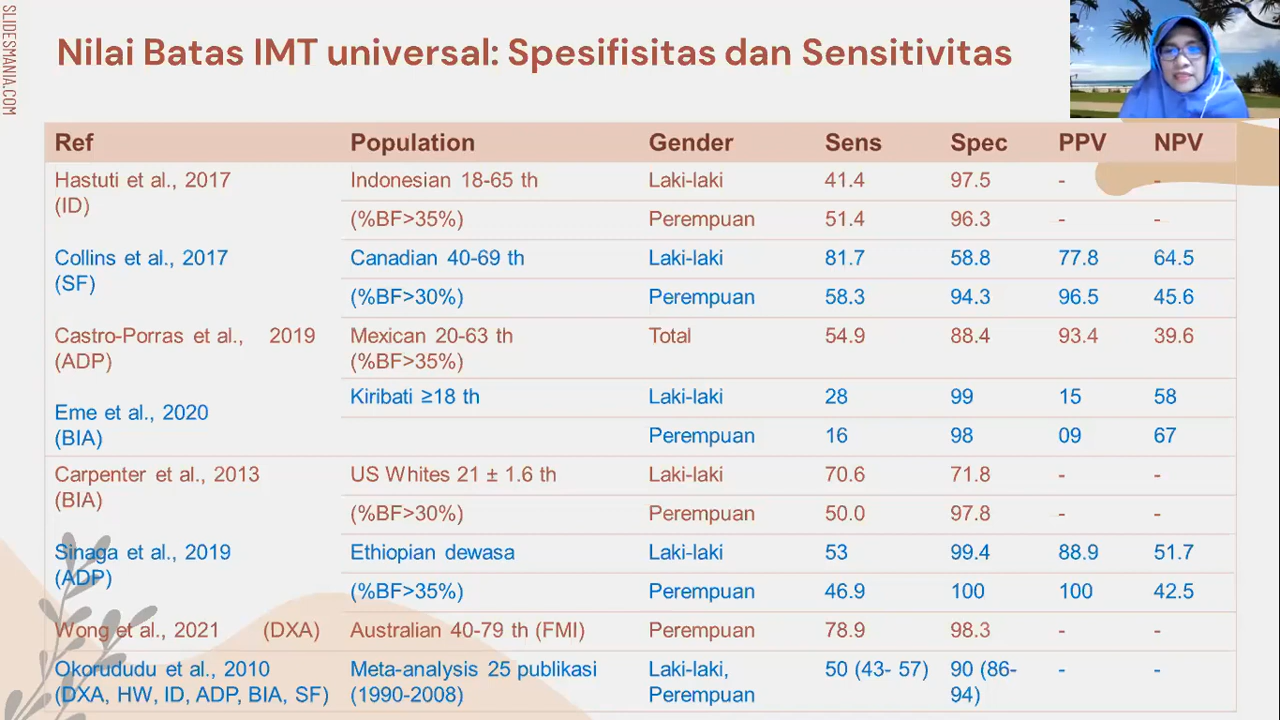 SLIDESMANIA.COM
Nilai Batas IMT universal: Spesifisitas dan Sensitivitas
Ref Population Gender Sens Spec PPV NPV
Hastuti et al., 2017 Indonesian 18-65 th Laki-laki 41.4 97.5 - -
(ID) (%BF>35%) Perempuan 51.4 96.3 - -
Collins et al., 2017 Canadian 40-69 th Laki-laki 81.7 58.8 77.8 64.5
(SF) (%BF>30%) Perempuan 58.3 94.3 96.5 45.6
Castro-Porras et al., 2019 Mexican 20-63 th Total 54.9 88.4 93.4 39.6
(ADP) (%BF>35%)
Kiribati ≥18 th Laki-laki 28 99 15 58
Eme et al., 2020
(BIA) Perempuan 16 98 09 67
Carpenter et al., 2013 US Whites 21 ± 1.6 th Laki-laki 70.6 71.8 - -
(BIA) (%BF>30%) Perempuan 50.0 97.8 - -
Sinaga et al., 2019 Ethiopian dewasa Laki-laki 53 99.4 88.9 51.7
(ADP) (%BF>35%) Perempuan 46.9 100 100 42.5
Wong et al., 2021 (DXA) Australian 40-79 th (FMI) Perempuan 78.9 98.3 - -
Okorududu et al., 2010 Meta-analysis 25 publikasi Laki-laki, 50 (43- 57) 90 (86- - -
(DXA, HW, ID, ADP, BIA, SF) (1990-2008) Perempuan 94)